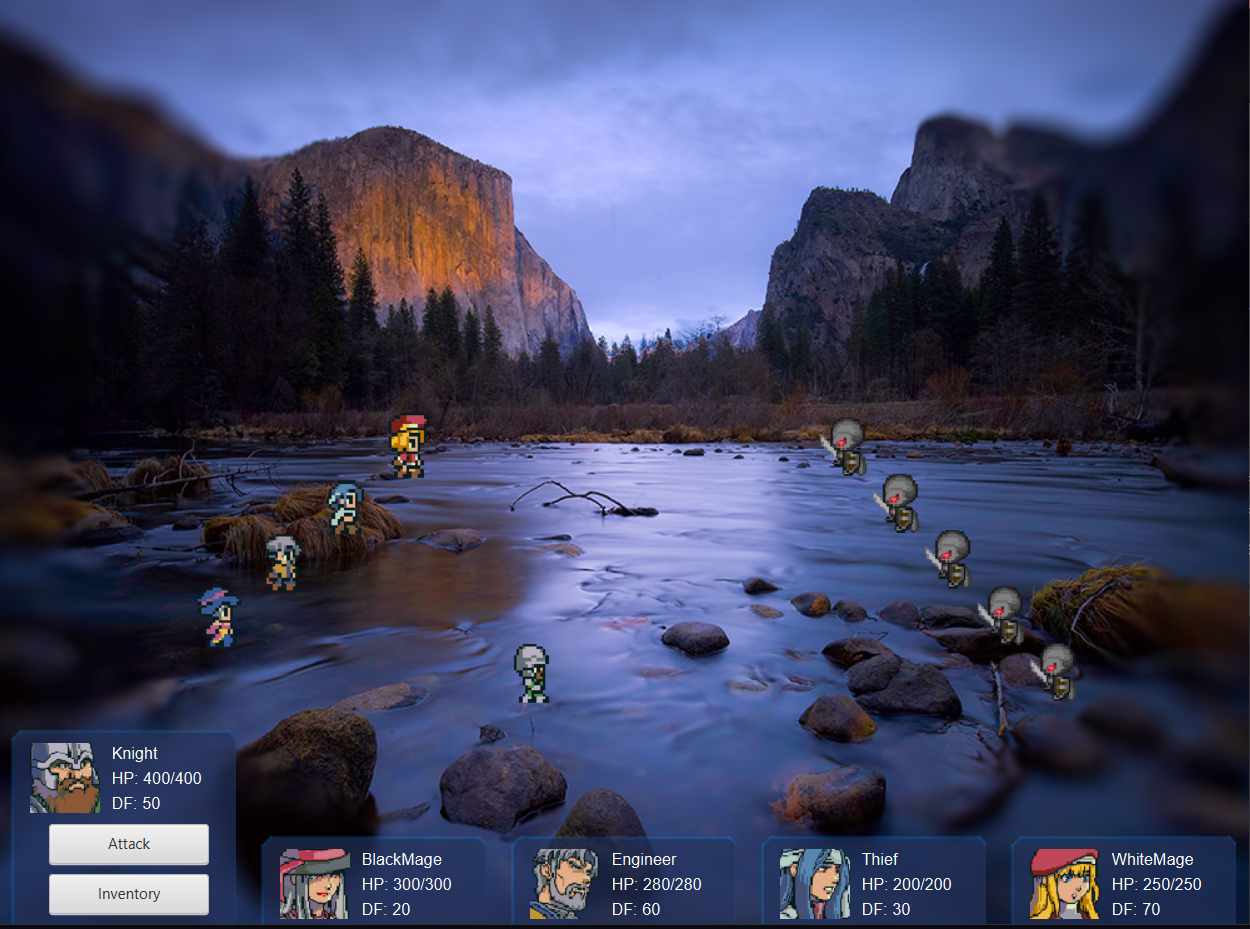 Knight
HP: 400/400
DF: 50
Attack
Inventory
BlackMage
HP: 300/300
DF: 20
Engineer
HP: 280/280
DF: 60
Thief
HP: 200/200
DF: 30
WhiteMage
HP: 250/250
DF: 70